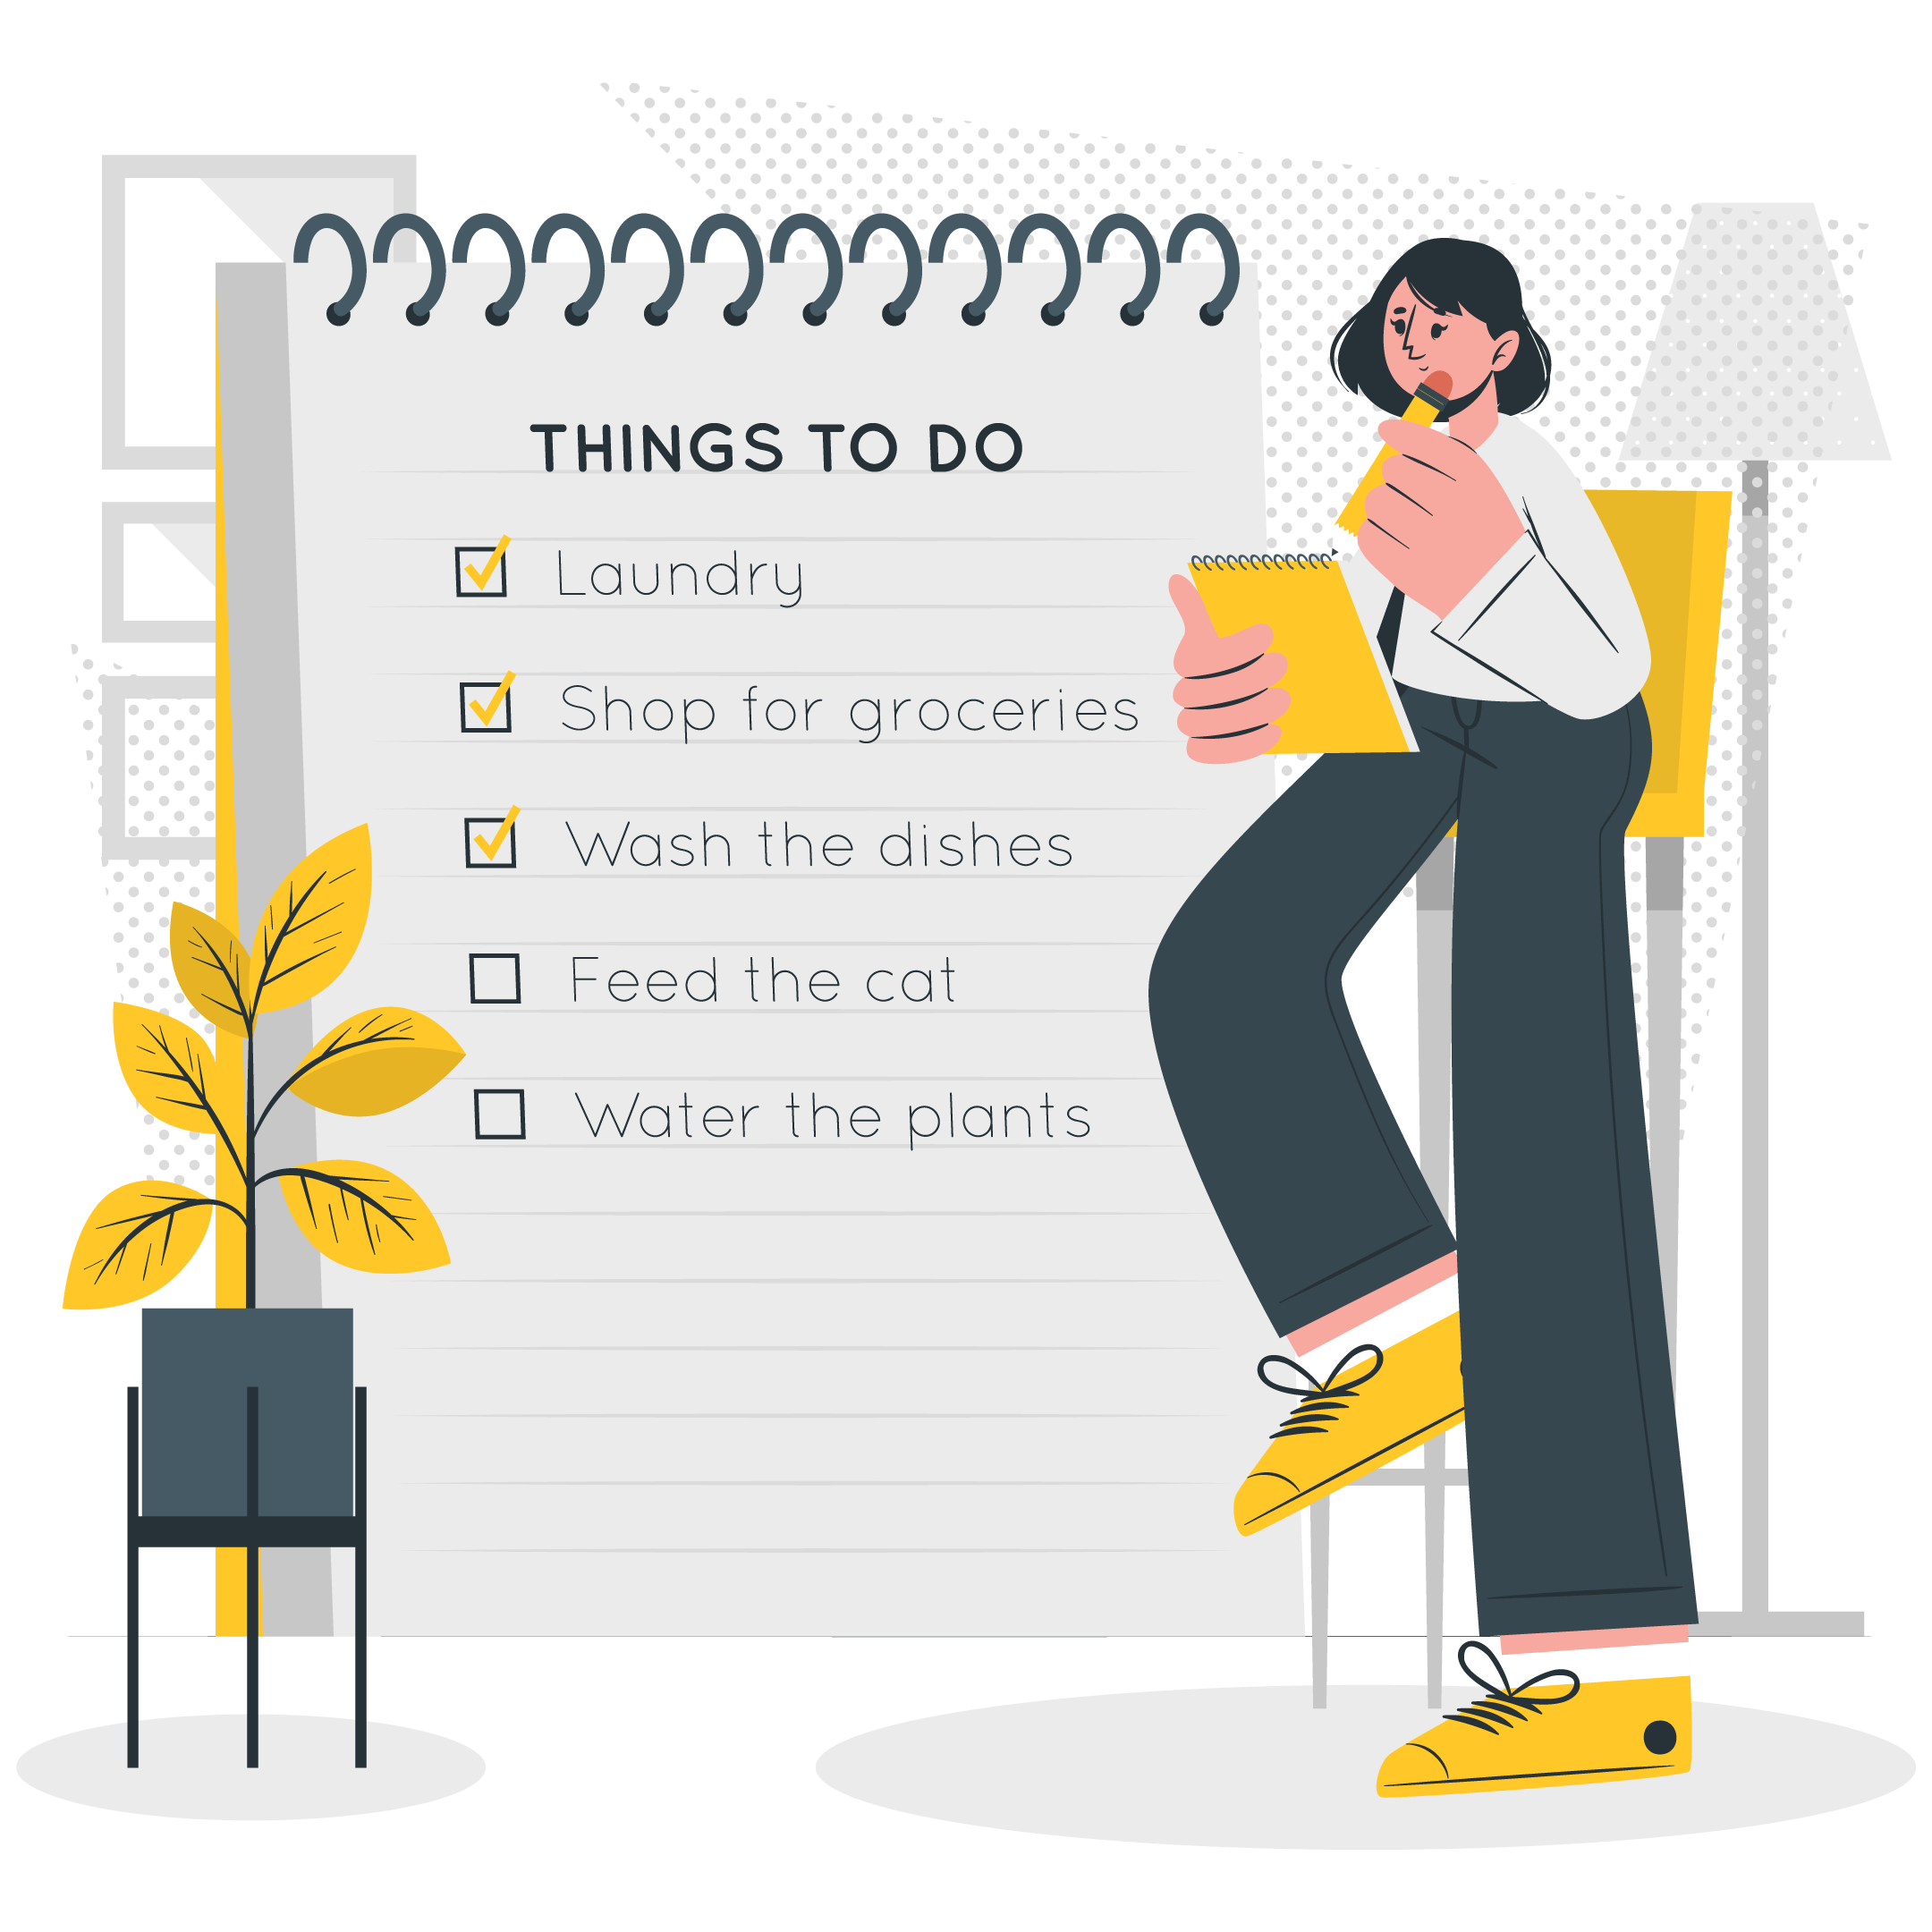 THINGS TO DO
Laundry
Shop for groceries
Wash the dishes
Feed the cat
Water the plants